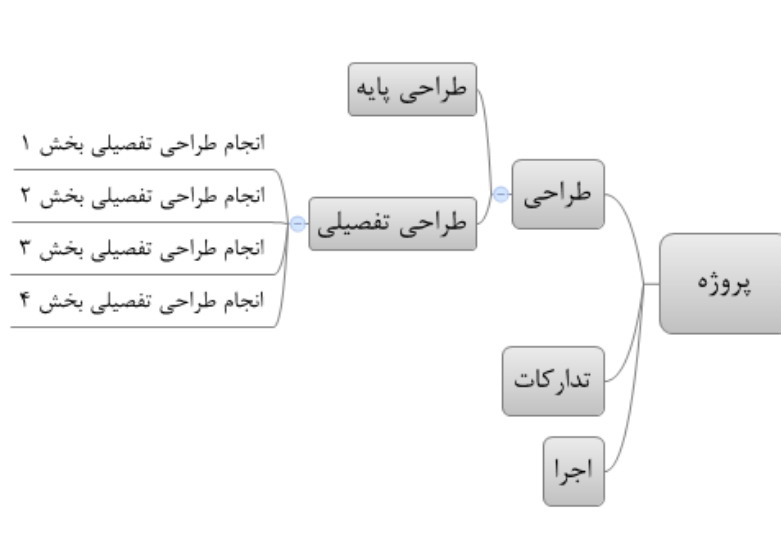 پروژه
طراحی
طراحی پایه
طراحی تفصیلی
انجام طراحی تفصیلی بخش ۱
انجام طراحی تفصیلی بخش ۲
انجام طراحی تفصیلی بخش ۳
انجام طراحی تفصیلی بخش ۴
تدارکات
اجرا